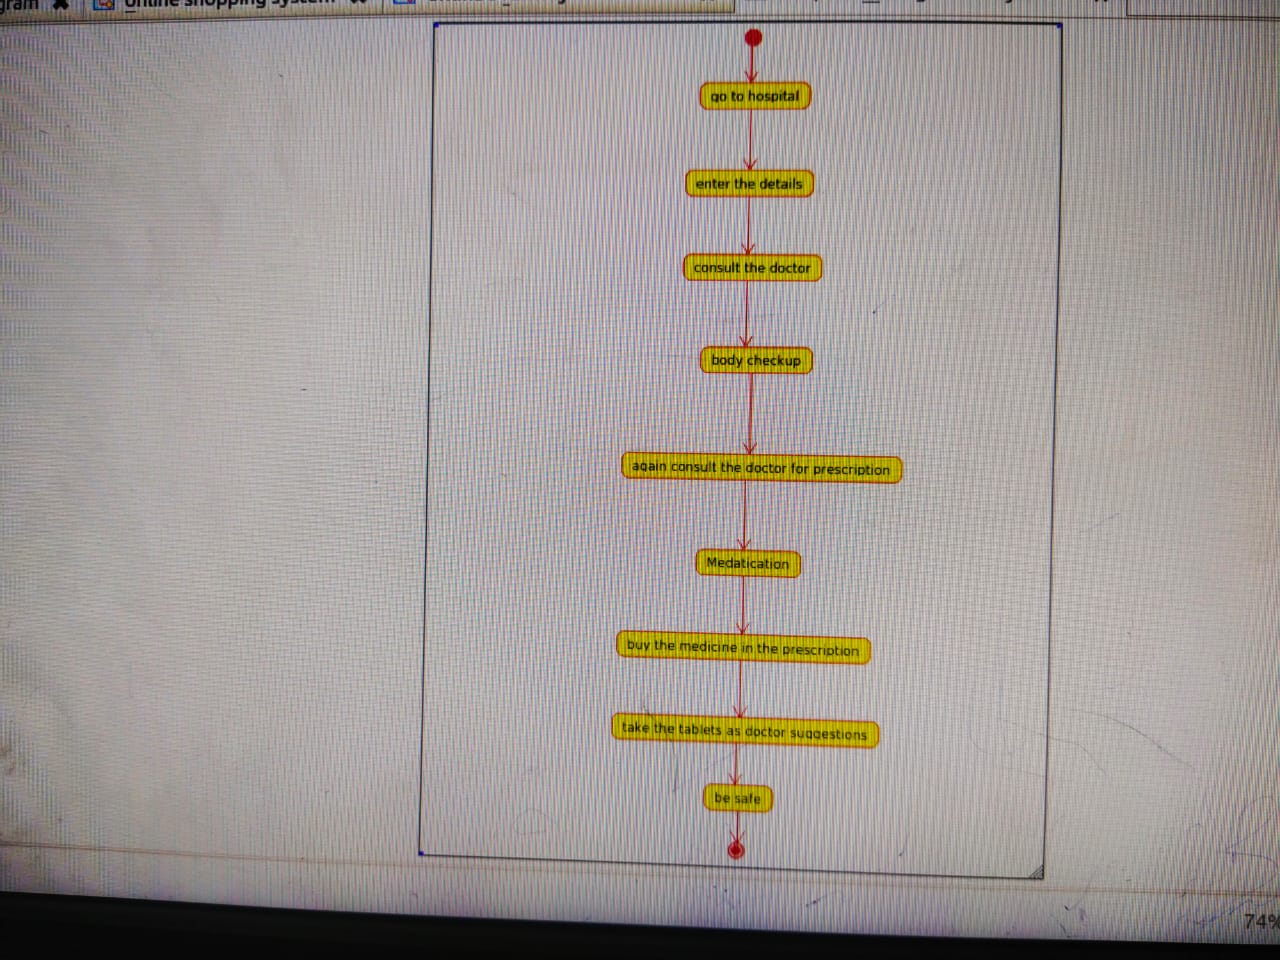 gram
Online shopping system
go to hospital
enter the details
consult the doctor
body checkup
again consult the doctor for prescription
Medatication
buy the medicine in the prescription
take the tablets as doctor suggestions
be safe
74%